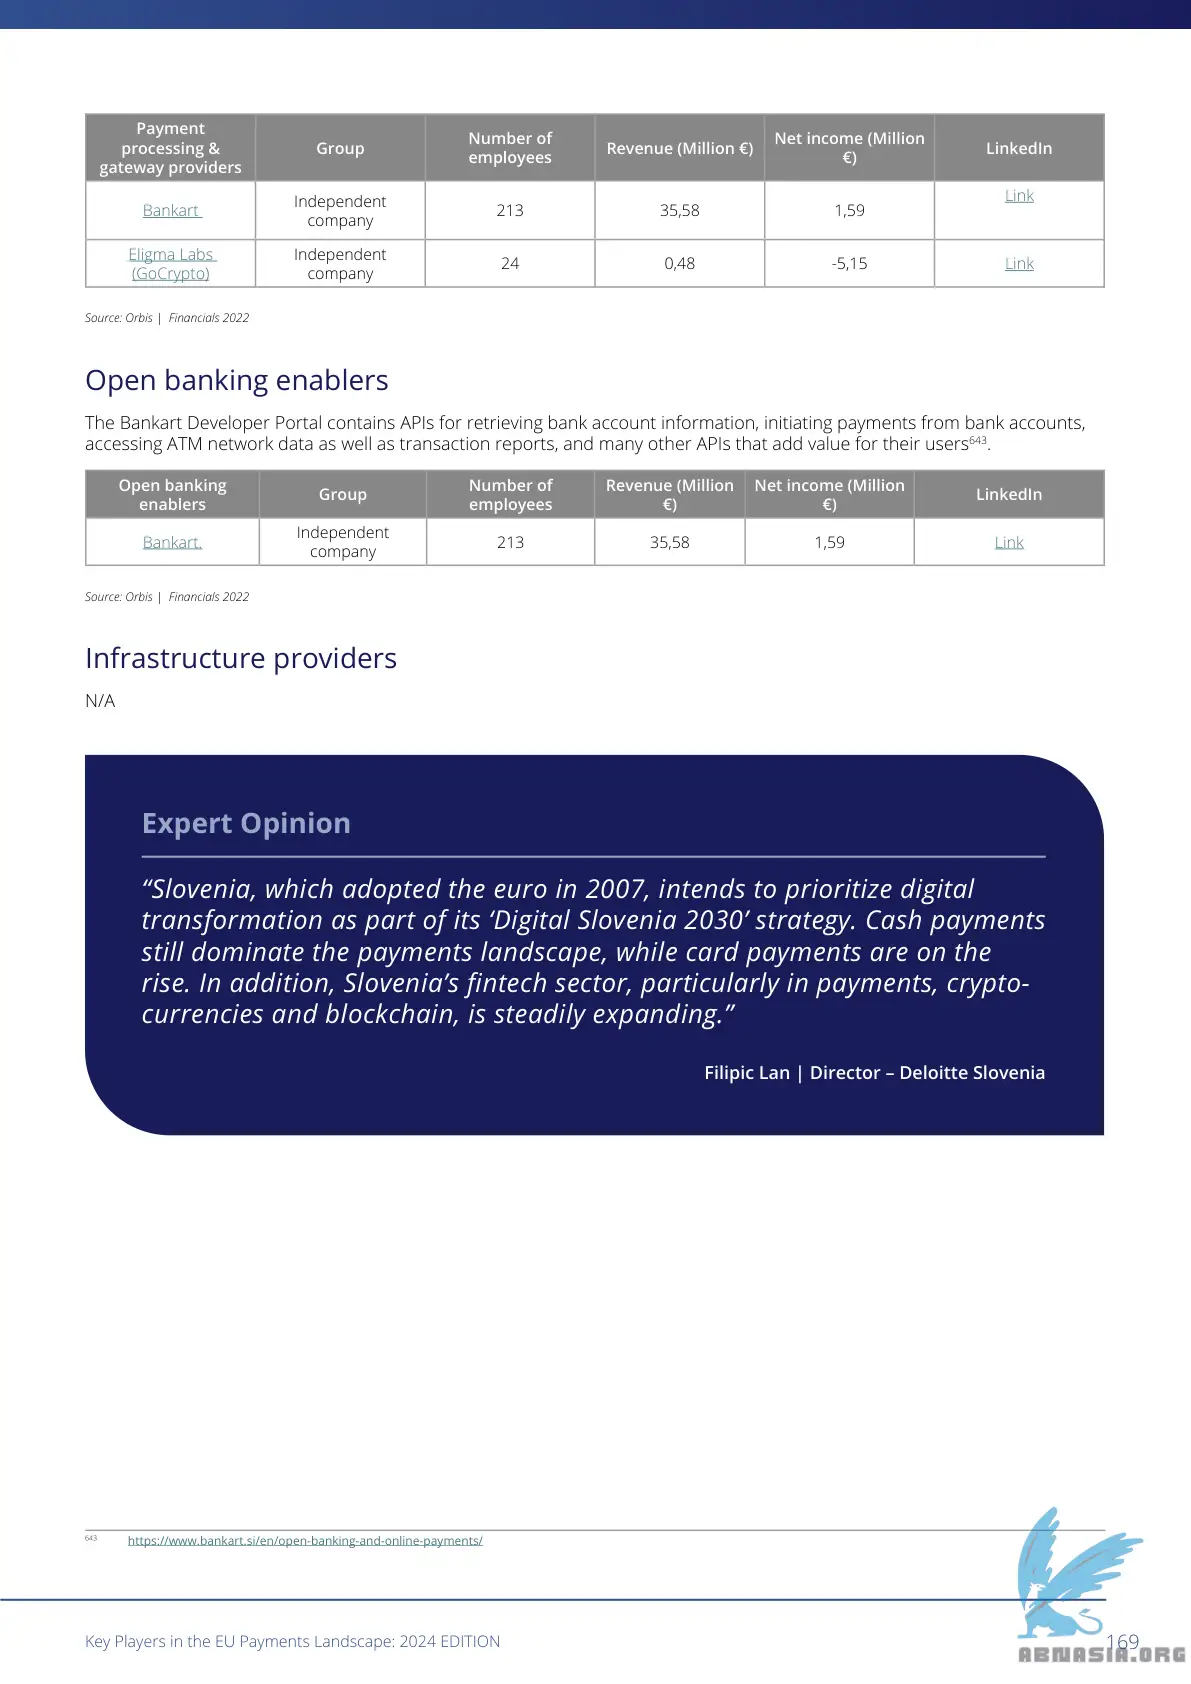 Payment
processing &
gateway providers
Group
Number of
employees
Revenue (Million €)
Net income (Million
€)
LinkedIn
Bankart
Independent
company
213
35,58
1,59
Link
Eligma Labs
(GoCrypto)
Independent
company
24
0,48
-5,15
Link
Source: Orbis | Financials 2022
Open banking enablers
The Bankart Developer Portal contains APIs for retrieving bank account information, initiating payments from bank accounts,
accessing ATM network data as well as transaction reports, and many other APIs that add value for their users643.
Open banking
enablers
Group
Number of
employees
Revenue (Million
€)
Net income (Million
€)
LinkedIn
Bankart.
Independent
company
213
35,58
1,59
Link
Source: Orbis | Financials 2022
Infrastructure providers
N/A
Expert Opinion
“Slovenia, which adopted the euro in 2007, intends to prioritize digital
transformation as part of its ‘Digital Slovenia 2030’ strategy. Cash payments
still dominate the payments landscape, while card payments are on the
rise. In addition, Slovenia’s fintech sector, particularly in payments, crypto-
currencies and blockchain, is steadily expanding.”
Filipic Lan | Director – Deloitte Slovenia
643 https://www.bankart.si/en/open-banking-and-online-payments/
Key Players in the EU Payments Landscape: 2024 EDITION
169
ABNASIA.ORG